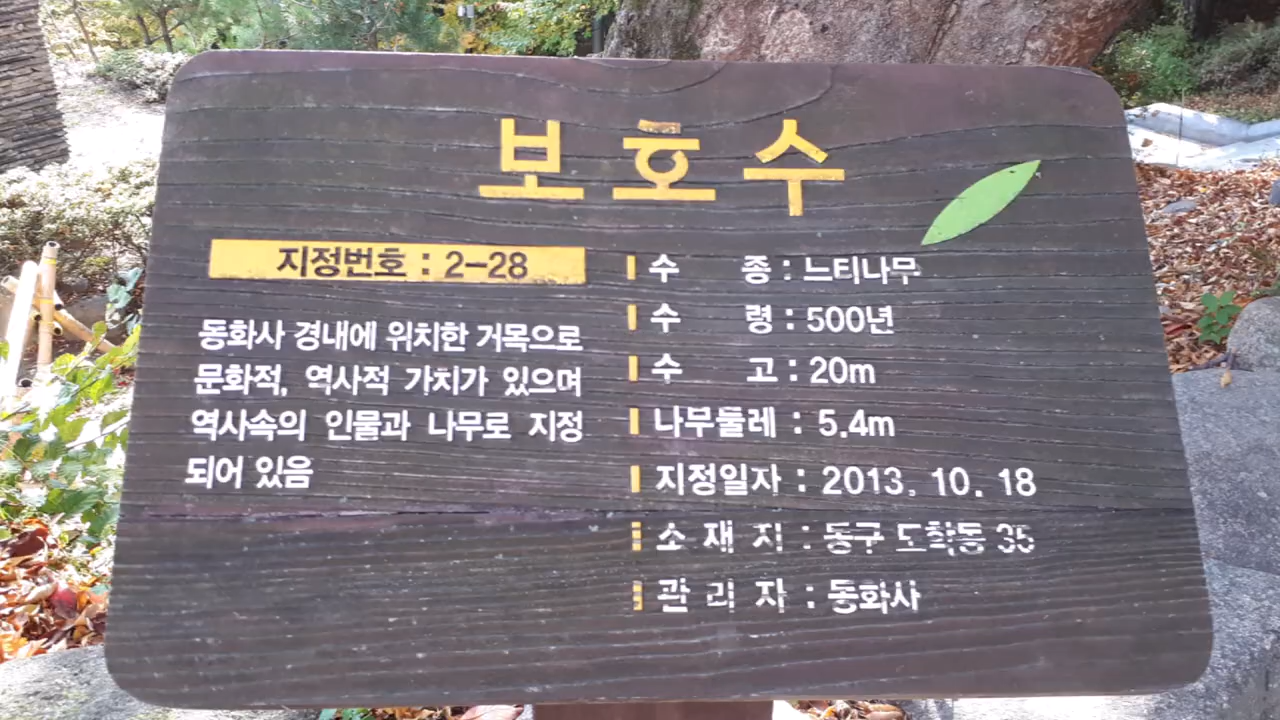 보호수
지정번호 : 2-28
동화사 경내에 위치한 거목으로
문화적, 역사적 가치가 있으며
역사속의 인물과 나무로 지정
되어 있음
수 종 : 느티나무
수 령 : 500년
수 고 : 20m
나부둘레 : 5.4m
지정일자 : 2013. 10. 18
소 재 지 : 동구 도학동 35
관 리 자 : 동화사